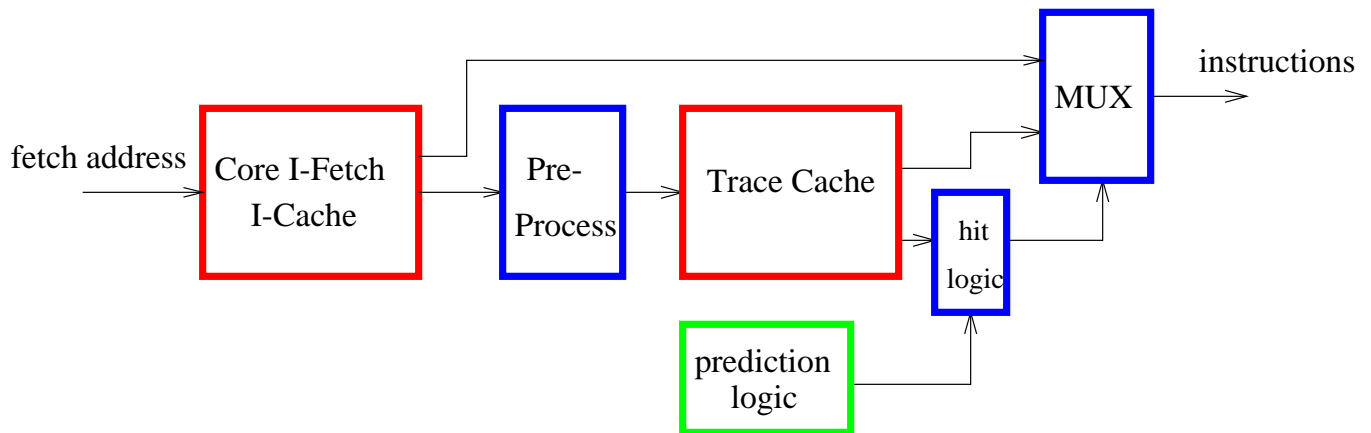 fetch address
Core I-Fetch
I-Cache
Pre-
Process
Trace Cache
hit
logic
prediction
logic
MUX
instructions